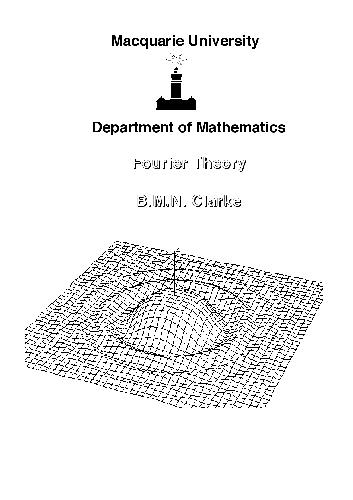 Macquarie University
Department of Mathematics
Fourier Theory
B.M.N. Clarke